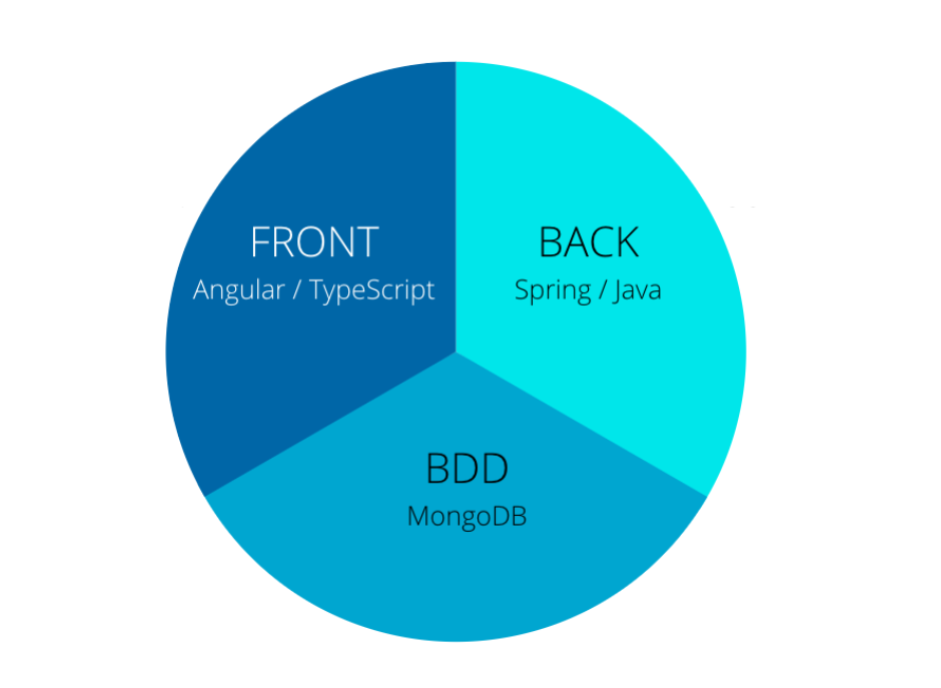 FRONT
Angular / TypeScript
BACK
Spring / Java
BDD
MongoDB